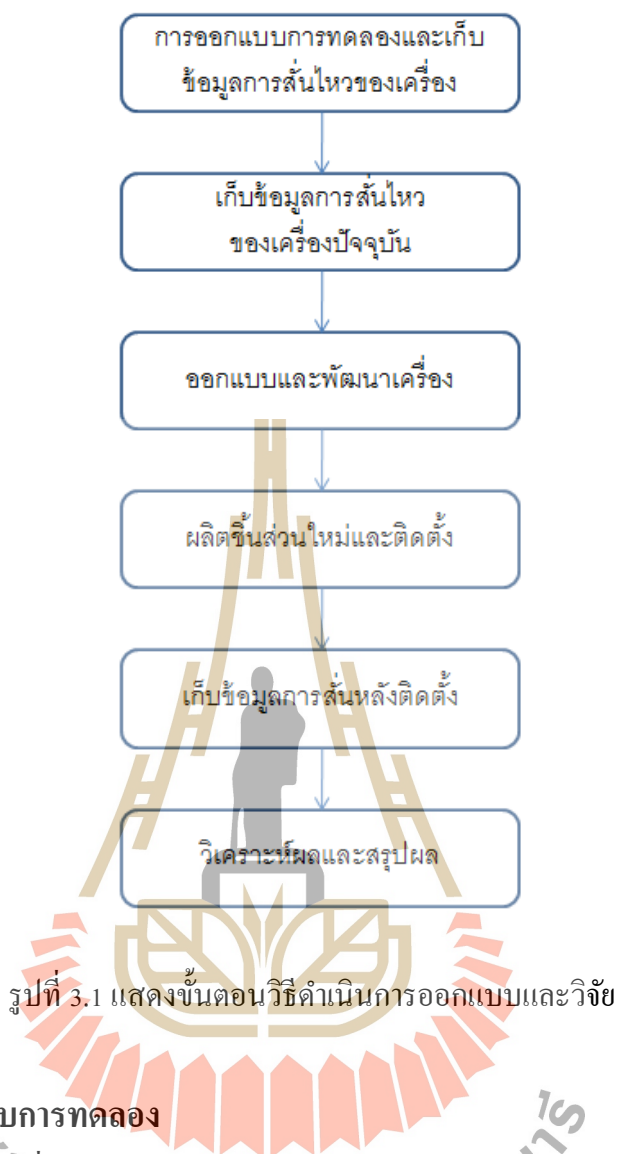 การออกแบบการทดลองและเก็บ
ข้อมูลการสั่นไหวของเครื่อง
เก็บข้อมูลการสั่นไหว
ของเครื่องปัจจุบัน
ออกแบบและพัฒนาเครื่อง
ผลิตชิ้นส่วนใหม่และติดตั้ง
เก็บข้อมูลการสั่นหลังติดตั้ง
วิเคราะห์ผลและสรุปผล
รูปที่ 3.1 แสดงขั้นตอนวิธีดำเนินการออกแบบและวิจัย
บการทดลอง